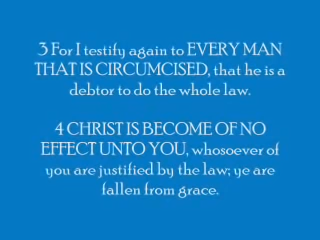 3 For I testify again to EVERY MAN
THAT IS CIRCUMCISED, that he is a
debtor to do the whole law.
4 CHRIST IS BECOME OF NO
EFFECT UNTO YOU, whosoever of
you are justified by the law; ye are
fallen from grace.